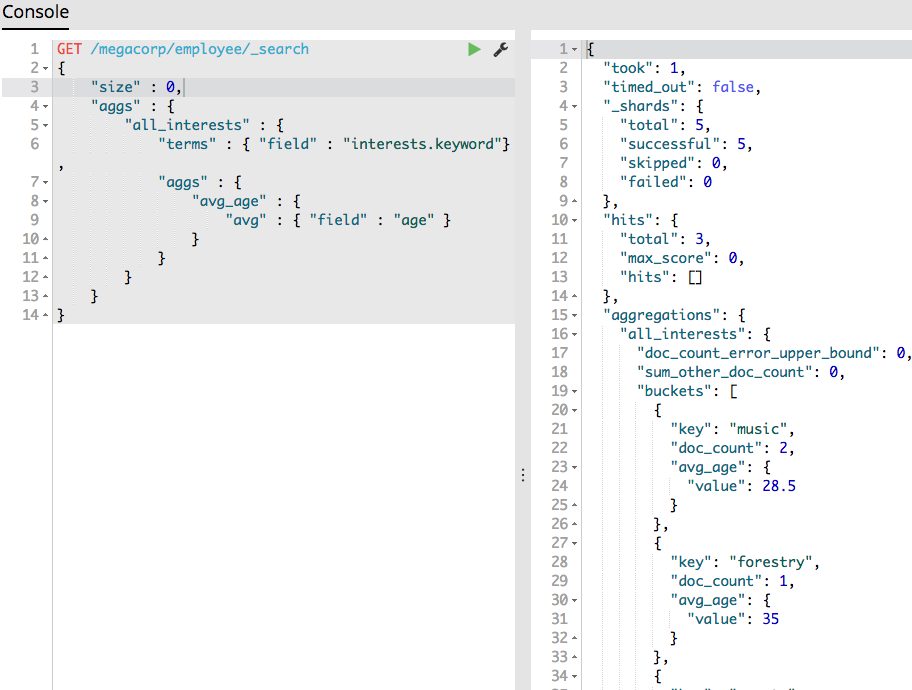 Console
1 GET /megacorp/employee/_search
2 {
3 "size" : 0,
4 "aggs" : {
5 "all_interests" : {
6 "terms" : { "field" : "interests.keyword"}
,
7 "aggs" : {
8 "avg_age" : {
9 "avg" : { "field" : "age" }
10 }
11 }
12 }
13 }
14 }
1 {
2 "took": 1,
3 "timed_out": false,
4 "_shards": {
5 "total": 5,
6 "successful": 5,
7 "skipped": 0,
8 "failed": 0
9 },
10 "hits": {
11 "total": 3,
12 "max_score": 0,
13 "hits": []
14 },
15 "aggregations": {
16 "all_interests": {
17 "doc_count_error_upper_bound": 0,
18 "sum_other_doc_count": 0,
19 "buckets": [
20 {
21 "key": "music",
22 "doc_count": 2,
23 "avg_age": {
24 "value": 28.5
25 }
26 },
27 {
28 "key": "forestry",
29 "doc_count": 1,
30 "avg_age": {
31 "value": 35
32 }
33 },
34 {